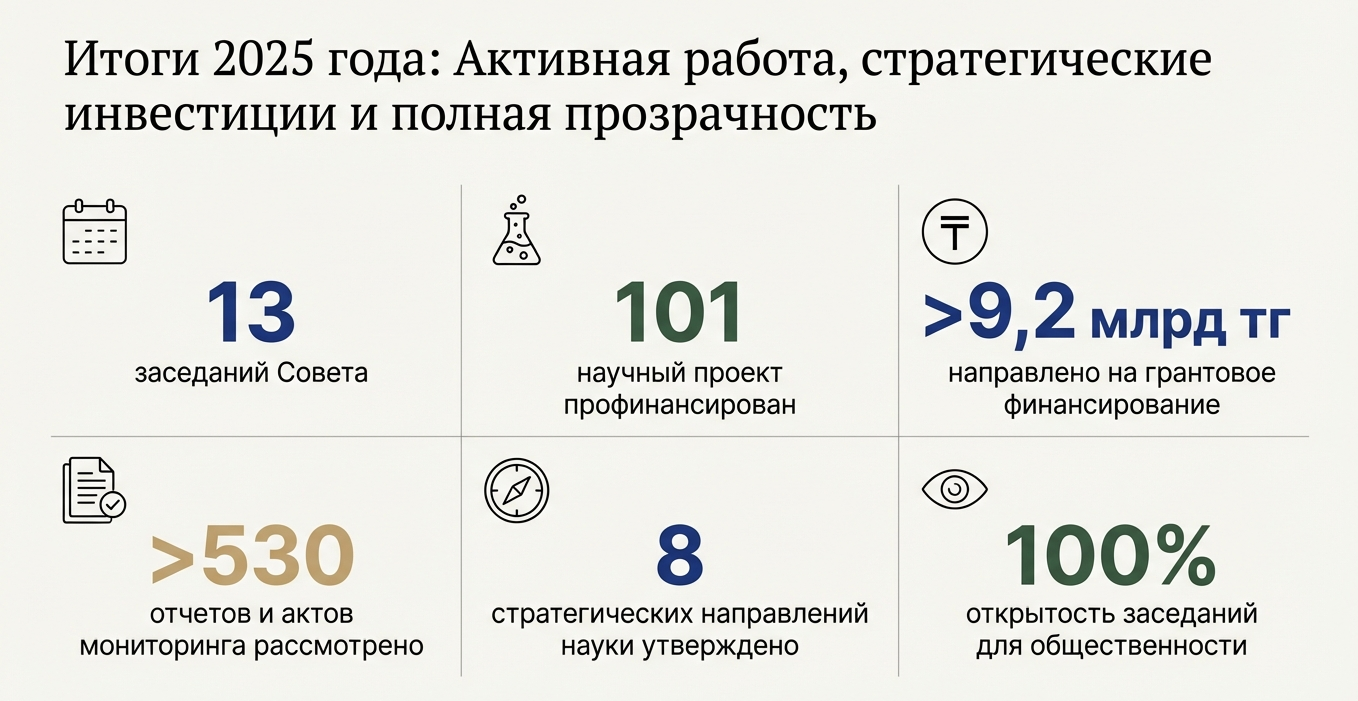 Итоги 2025 года: Активная работа, стратегические
инвестиции и полная прозрачность
13
заседаний Совета
101
научный проект
профинансирован
₸
>9,2 млрд тг
направлено на грантовое
финансирование
>530
отчетов и актов
мониторинга рассмотрено
8
стратегических направлений
науки утверждено
100%
открытость заседаний
для общественности